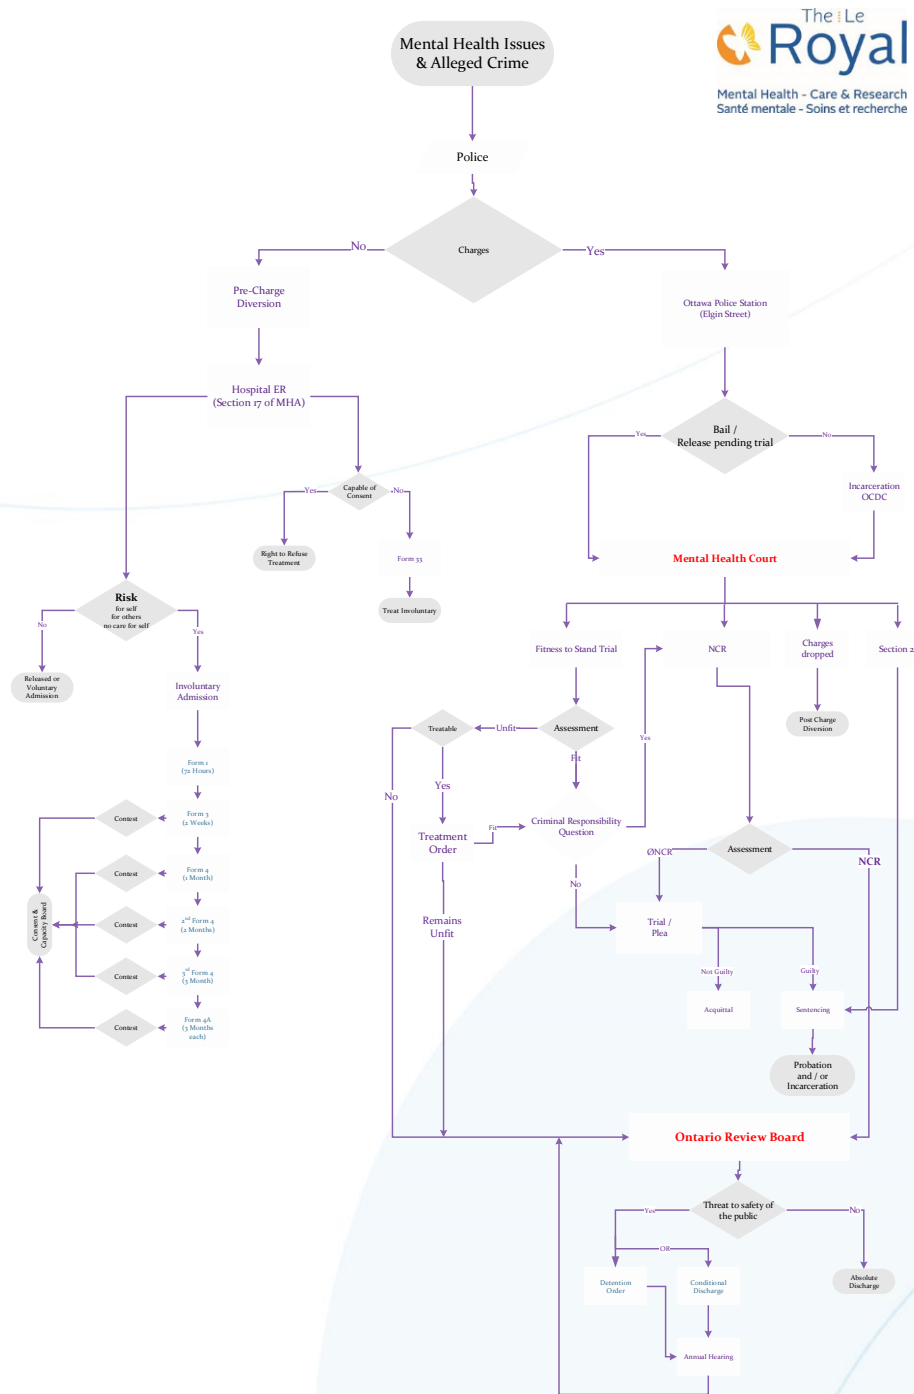 The Le
Royal
Mental Health - Care & Research
Santé mentale - Soins et recherche
Mental Health Issues
& Alleged Crime
Police
Charges
No
Yes
Pre-Charge
Diversion
Ottawa Police Station
(Elgin Street)
Hospital ER
(Section 17 of MHA)
Bail /
Release pending trial
Yes
No
Capable of
Consent
Yes
No
Incarceration
OCDC
Right to Refuse
Treatment
Form 33
Mental Health Court
Treat Involuntary
Risk
for self
for others
no care for self
No
Yes
Released or
Voluntary
Admission
Involuntary
Admission
Fitness to Stand Trial
NCR
Charges
dropped
Section 2
Post Charge
Diversion
Treatable
Unfit
Assessment
Fit
Yes
Form 1
(72 Hours)
No
Yes
Contest
Form 3
(2 Weeks)
Treatment
Order
Fit
Criminal Responsibility
Question
Assessment
ØNCR
NCR
Contest
Form 4
(1 Month)
No
Consent &
Capacity Board
Contest
2nd Form 4
(2 Months)
Remains
Unfit
Trial /
Plea
Contest
3rd Form 4
(3 Month)
Not Guilty
Guilty
Contest
Form 4A
(3 Months
each)
Acquittal
Sentencing
Probation
and / or
Incarceration
Ontario Review Board
Threat to safety of
the public
Yes
No
OR
Detention
Order
Conditional
Discharge
Absolute
Discharge
Annual Hearing